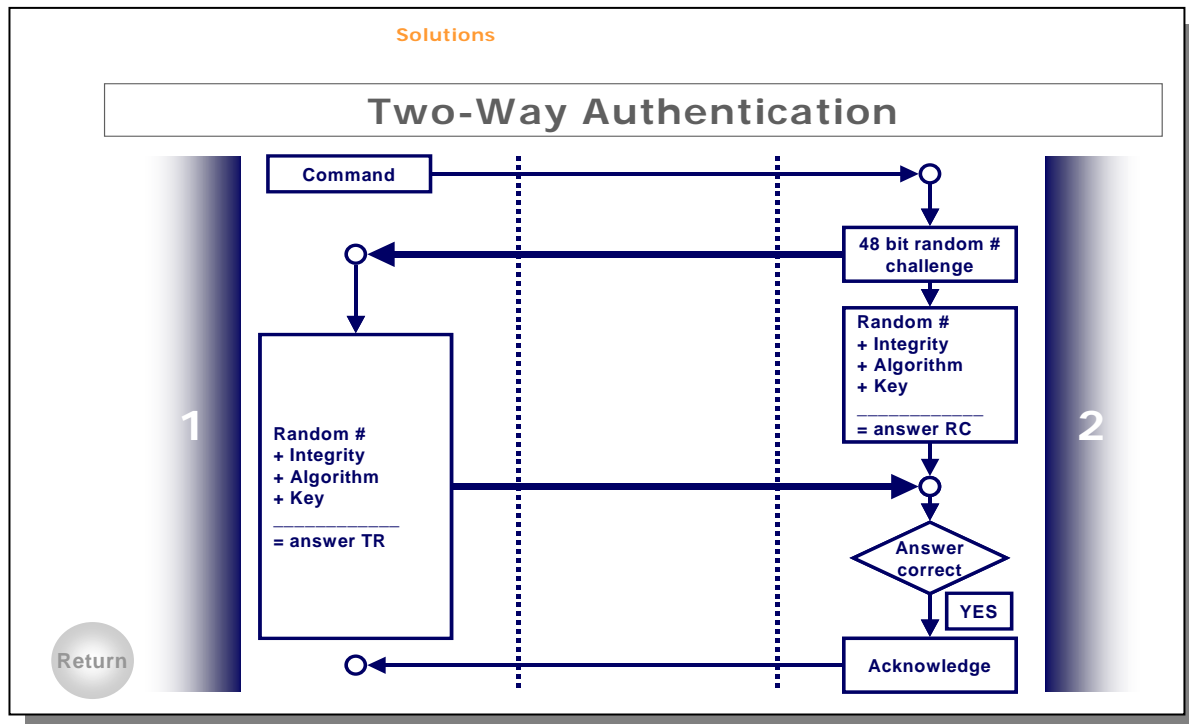 Solutions
Two-Way Authentication
Command
48 bit random #
challenge
Random #
+ Integrity
+ Algorithm
+ Key
____________
= answer RC
1
2
Random #
+ Integrity
+ Algorithm
+ Key
____________
= answer TR
Answer
correct
YES
Return
Acknowledge